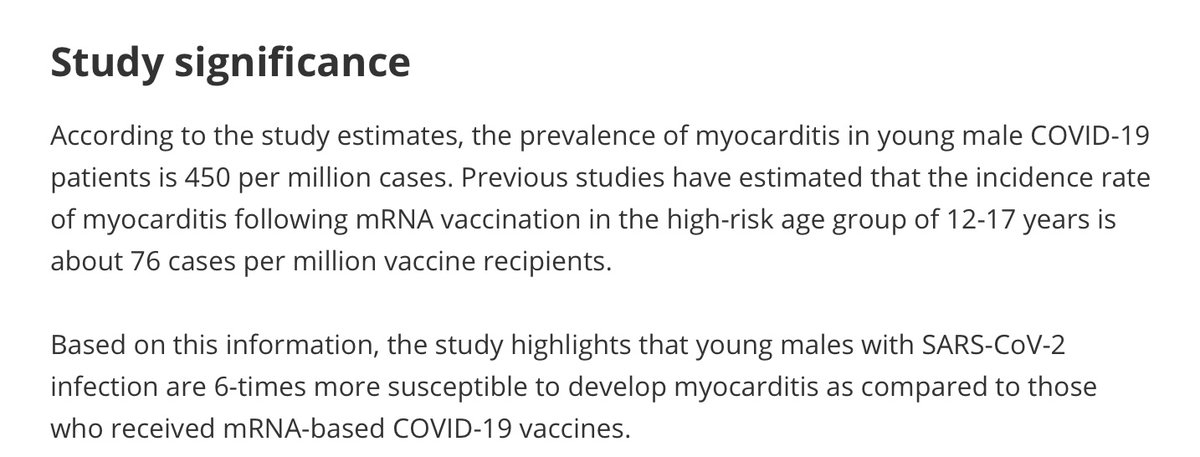 Study significance
According to the study estimates, the prevalence of myocarditis in young male COVID-19
patients is 450 per million cases. Previous studies have estimated that the incidence rate
of myocarditis following mRNA vaccination in the high-risk age group of 12-17 years is
about 76 cases per million vaccine recipients.
Based on this information, the study highlights that young males with SARS-CoV-2
infection are 6-times more susceptible to develop myocarditis as compared to those
who received mRNA-based COVID-19 vaccines.